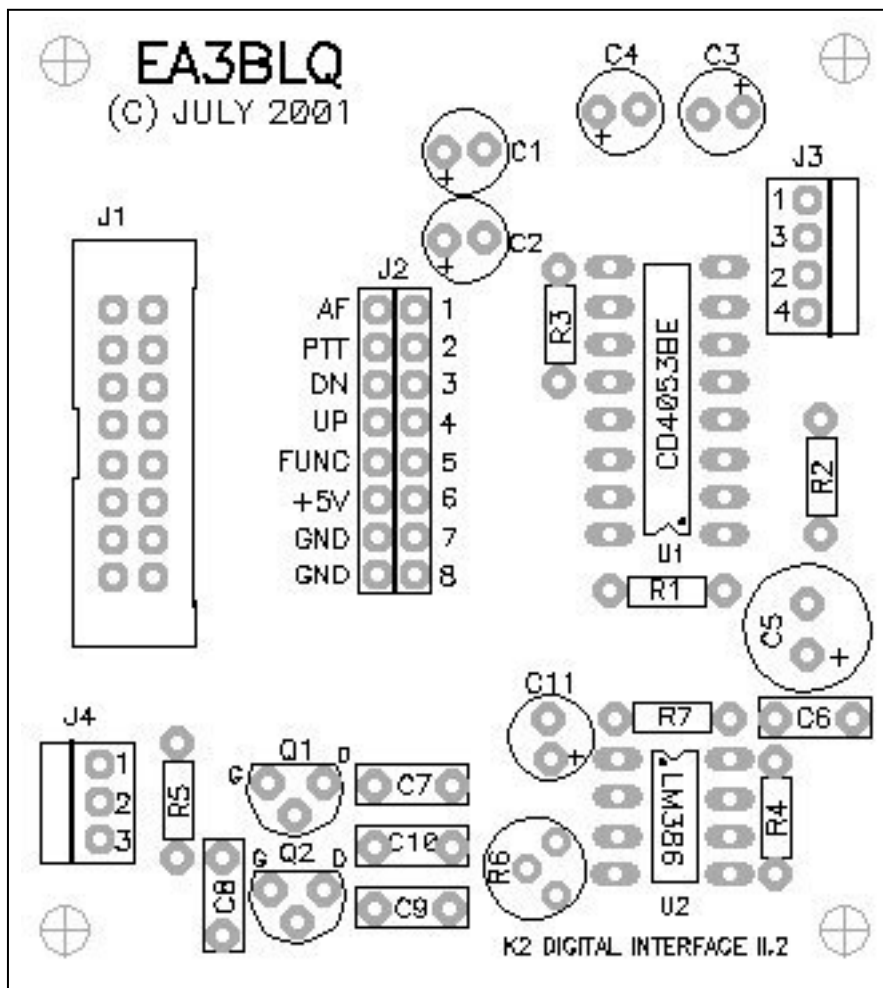 EA3BLQ
(C) JULY 2001
C4
C3
C1
C2
J3
1
3
2
4
J1
J2
AF 1
PTT 2
DN 3
UP 4
FUNC 5
+5V 6
GND 7
GND 8
R3
CD4053BE
U1
R2
R1
C5
+
C11
+
R7
C6
J4
1
2
3
R5
Q1
G D
C7
Q2
G D
C10
C8
C9
R6
LM386
U2
R4
K2 DIGITAL INTERFACE II.2